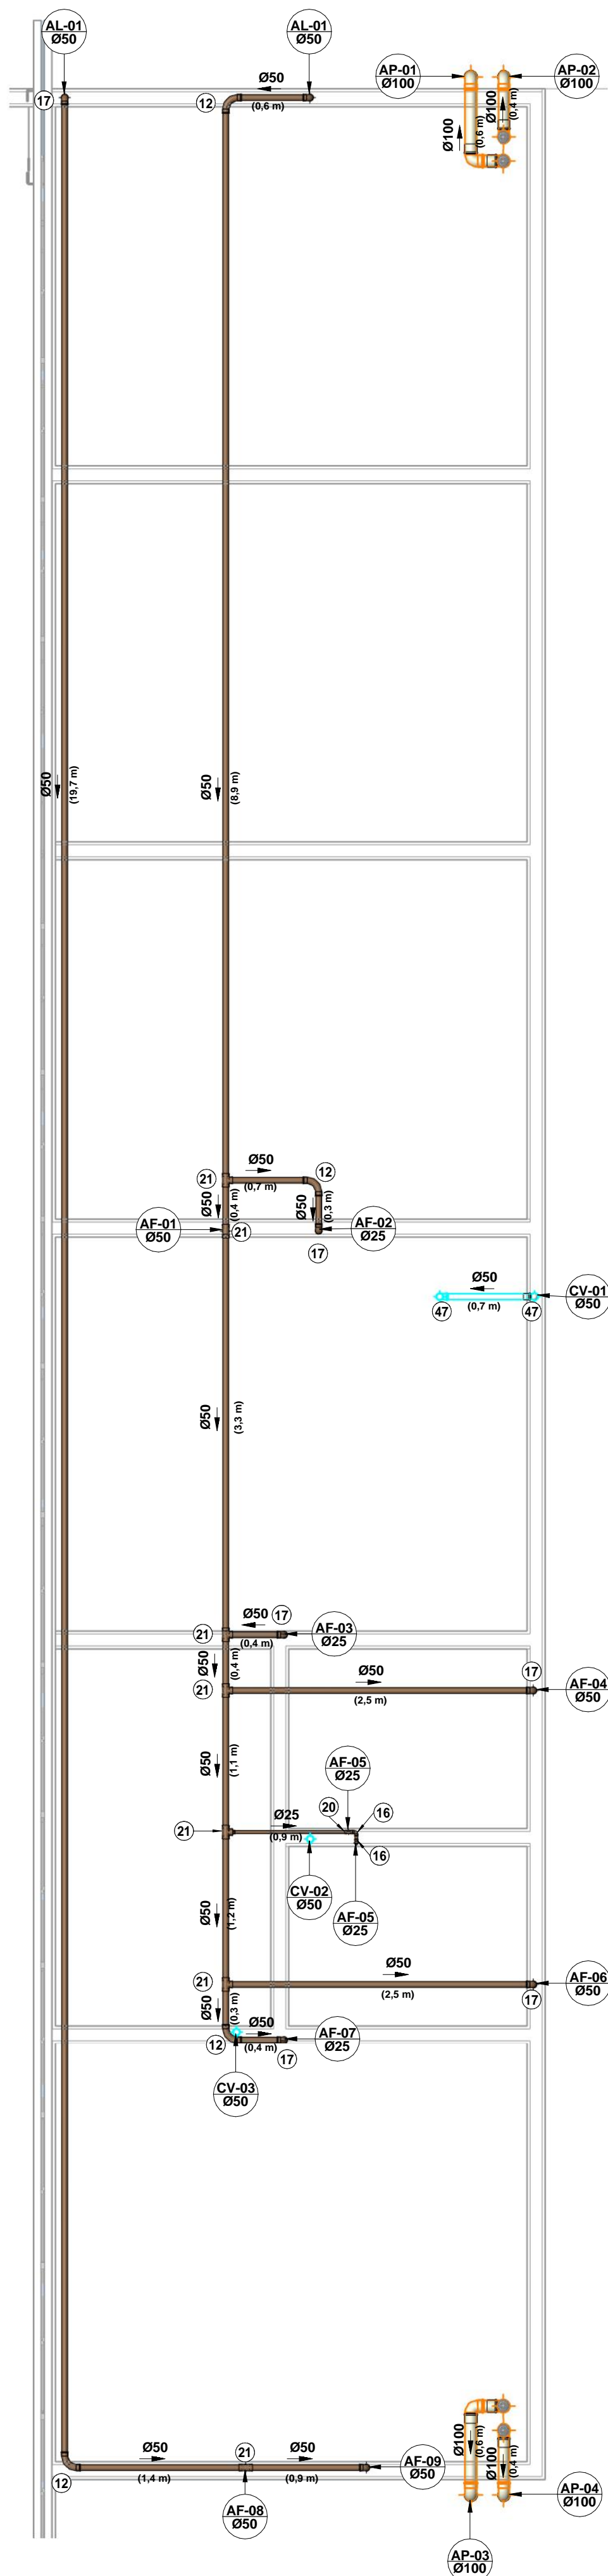 AL-01
Ø50
AL-01
Ø50
AP-01
Ø100
AP-02
Ø100
17
12
Ø50
(0,6 m)
Ø100
(0,6 m)
Ø100
(0,4 m)
Ø50
(19,7 m)
Ø50
(8,9 m)
21
Ø50
(0,7 m)
12
Ø50
(0,4 m)
Ø50
(0,3 m)
AF-01
Ø50
21
AF-02
Ø25
17
Ø50
(0,7 m)
47
47
CV-01
Ø50
Ø50
(3,3 m)
21
Ø50
(0,4 m)
17
AF-03
Ø25
Ø50
(0,4 m)
21
Ø50
(2,5 m)
17
AF-04
Ø50
Ø50
(1,1 m)
AF-05
Ø25
21
Ø25
(0,9 m)
20
16
16
CV-02
Ø50
AF-05
Ø25
Ø50
(1,2 m)
21
Ø50
(2,5 m)
17
AF-06
Ø50
Ø50
(0,3 m)
12
Ø50
(0,4 m)
17
AF-07
Ø25
CV-03
Ø50
Ø100
(0,6 m)
Ø100
(0,4 m)
12
Ø50
(1,4 m)
21
Ø50
(0,9 m)
AF-09
Ø50
AF-08
Ø50
AP-04
Ø100
AP-03
Ø100